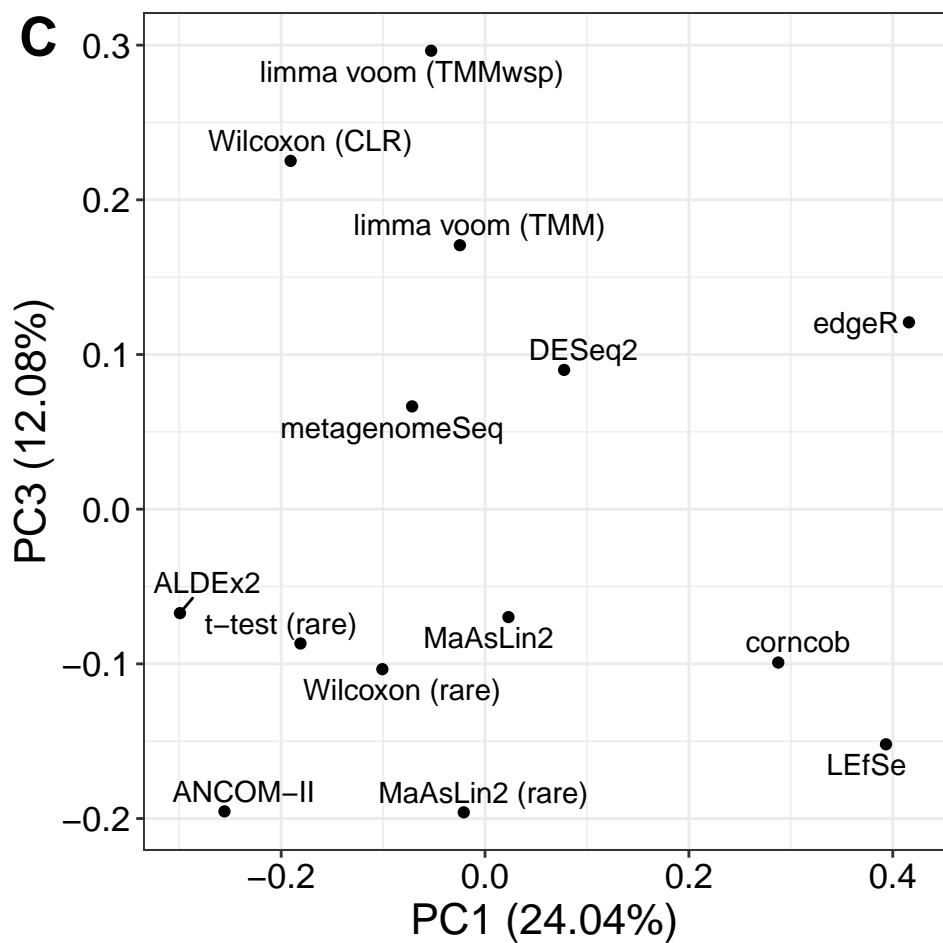 C
0.3
limma voom (TMMwsp)
Wilcoxon (CLR)
0.2
limma voom (TMM)
edgeR
0.1
DESeq2
metagenomeSeq
PC3 (12.08%)
0.0
ALDEx2
t−test (rare)
MaAsLin2
corncob
−0.1
Wilcoxon (rare)
LEfSe
ANCOM−II
MaAsLin2 (rare)
−0.2
−0.2 0.0 0.2 0.4
PC1 (24.04%)